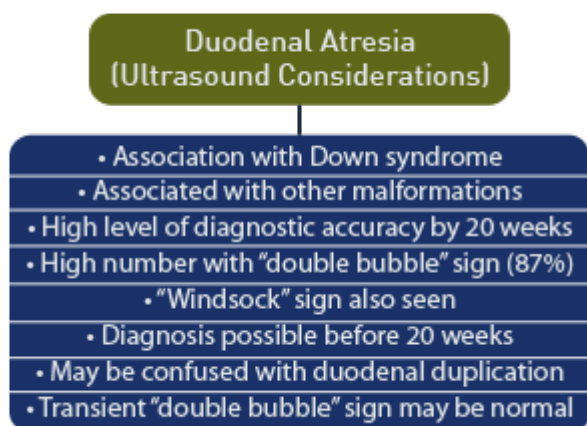 Duodenal Atresia
(Ultrasound Considerations)
• Association with Down syndrome
• Associated with other malformations
• High level of diagnostic accuracy by 20 weeks
• High number with “double bubble” sign (87%)
• “Windsock” sign also seen
• Diagnosis possible before 20 weeks
• May be confused with duodenal duplication
• Transient “double bubble” sign may be normal